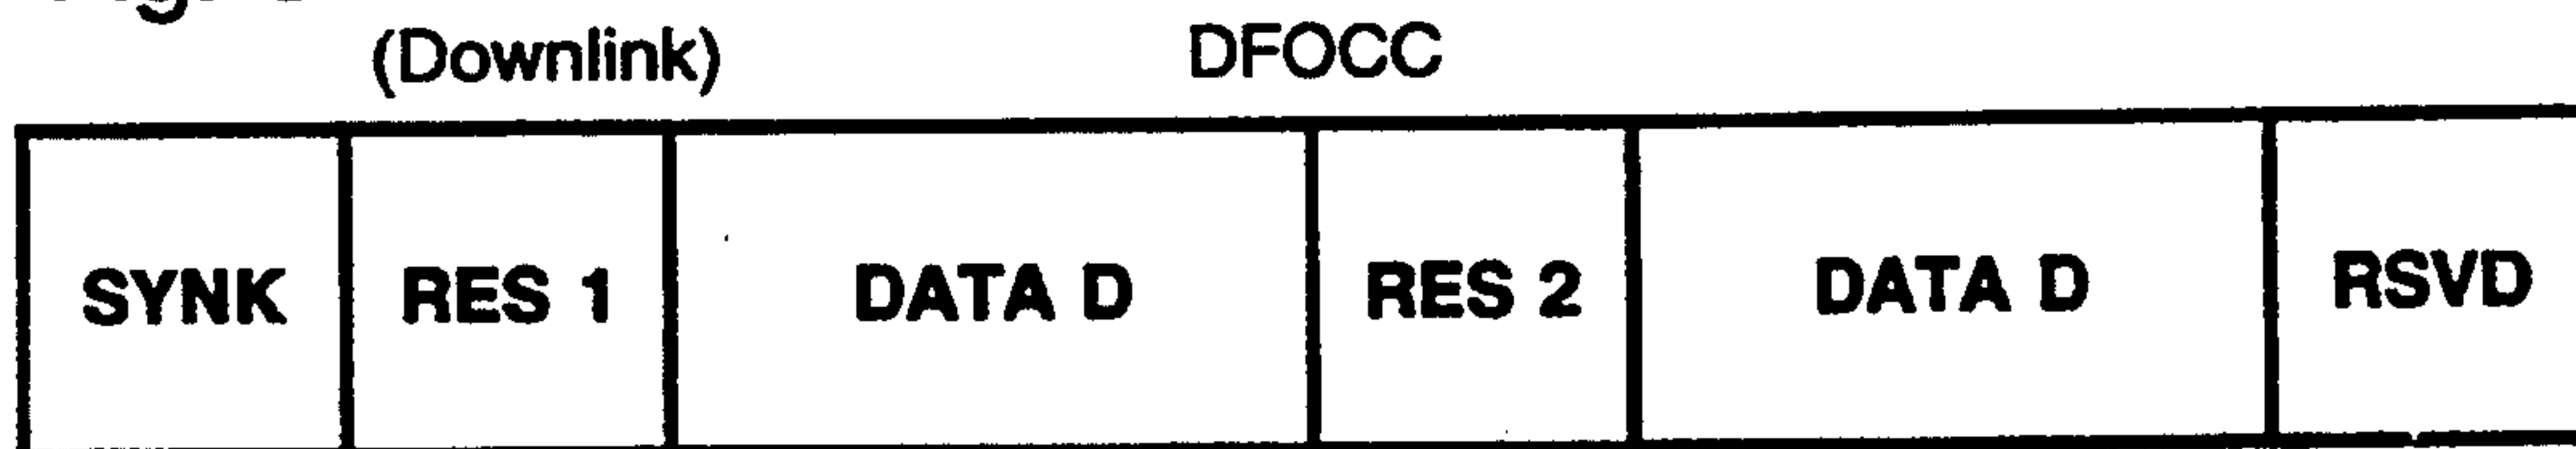 (Downlink) DFOCC
SYNK RES 1 DATA D RES 2 DATA D RSVD